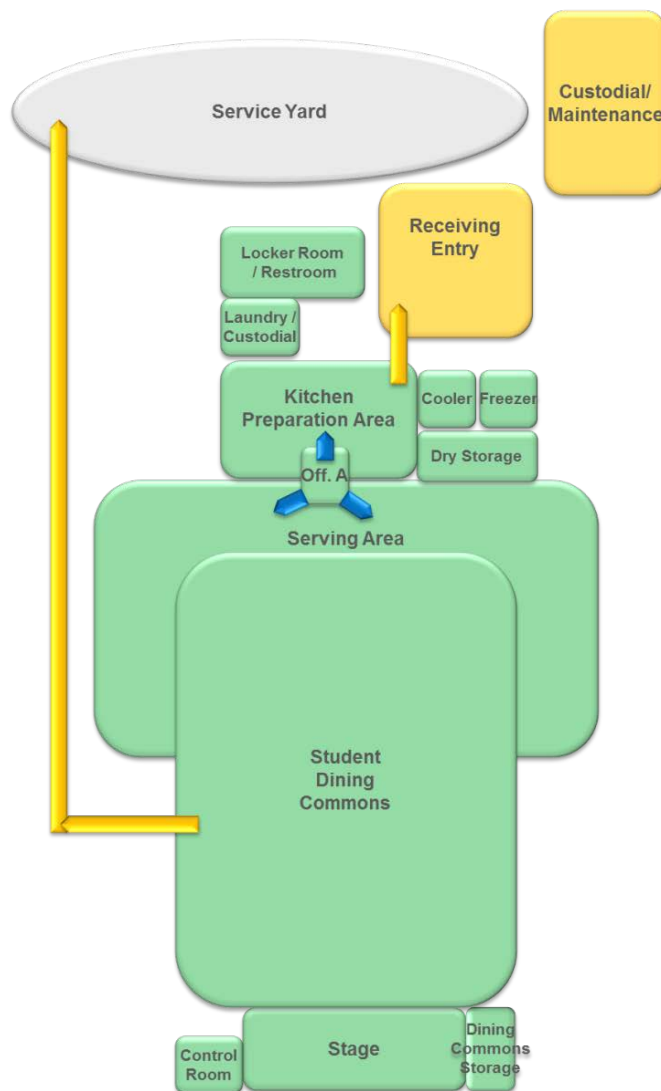 Service Yard
Custodial/
Maintenance
Receiving
Entry
Locker Room
/ Restroom
Laundry /
Custodial
Kitchen
Preparation Area
Cooler
Freezer
Dry Storage
Off. A
Serving Area
Student
Dining
Commons
Stage
Dining
Commons
Storage
Control
Room